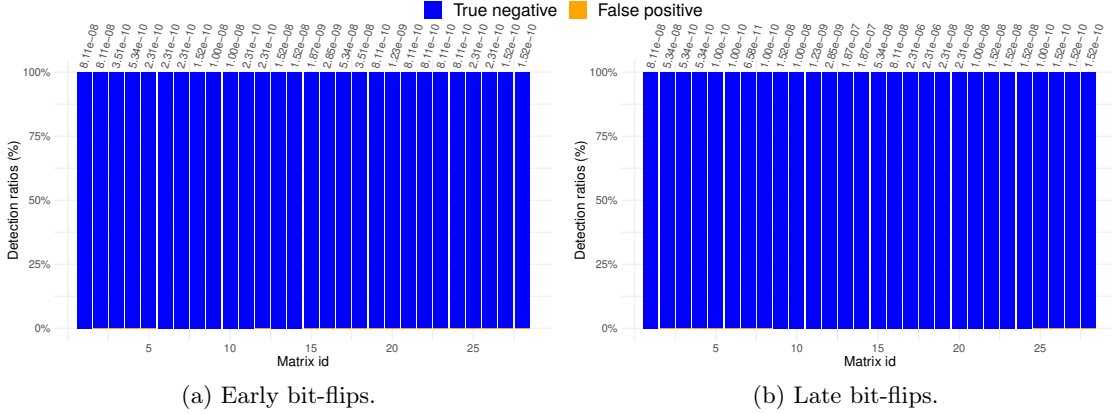 True negative
False positive
8.11e−08
8.11e−08
3.51e−10
5.34e−10
2.31e−10
2.31e−10
2.31e−10
1.52e−10
1.00e−08
1.00e−08
2.31e−10
2.31e−10
1.52e−08
1.52e−08
1.87e−09
2.85e−08
5.34e−08
3.51e−08
8.11e−10
1.23e−09
8.11e−10
8.11e−10
8.11e−10
8.11e−10
2.31e−10
2.31e−10
1.52e−10
1.52e−10
100%
75%
50%
25%
0%
Detection ratios (%)
5
10
15
20
25
Matrix id
(a) Early bit-flips.
8.11e−08
5.34e−08
5.34e−10
5.34e−10
1.00e−10
1.00e−10
6.58e−11
1.00e−10
1.52e−08
1.52e−10
1.00e−08
1.23e−09
2.85e−09
1.87e−07
1.87e−07
5.34e−08
8.11e−06
2.31e−06
2.31e−06
2.31e−08
1.00e−08
1.52e−08
1.52e−08
1.52e−08
1.00e−10
1.52e−10
1.52e−10
1.52e−10
100%
75%
50%
25%
0%
Detection ratios (%)
5
10
15
20
25
Matrix id
(b) Late bit-flips.